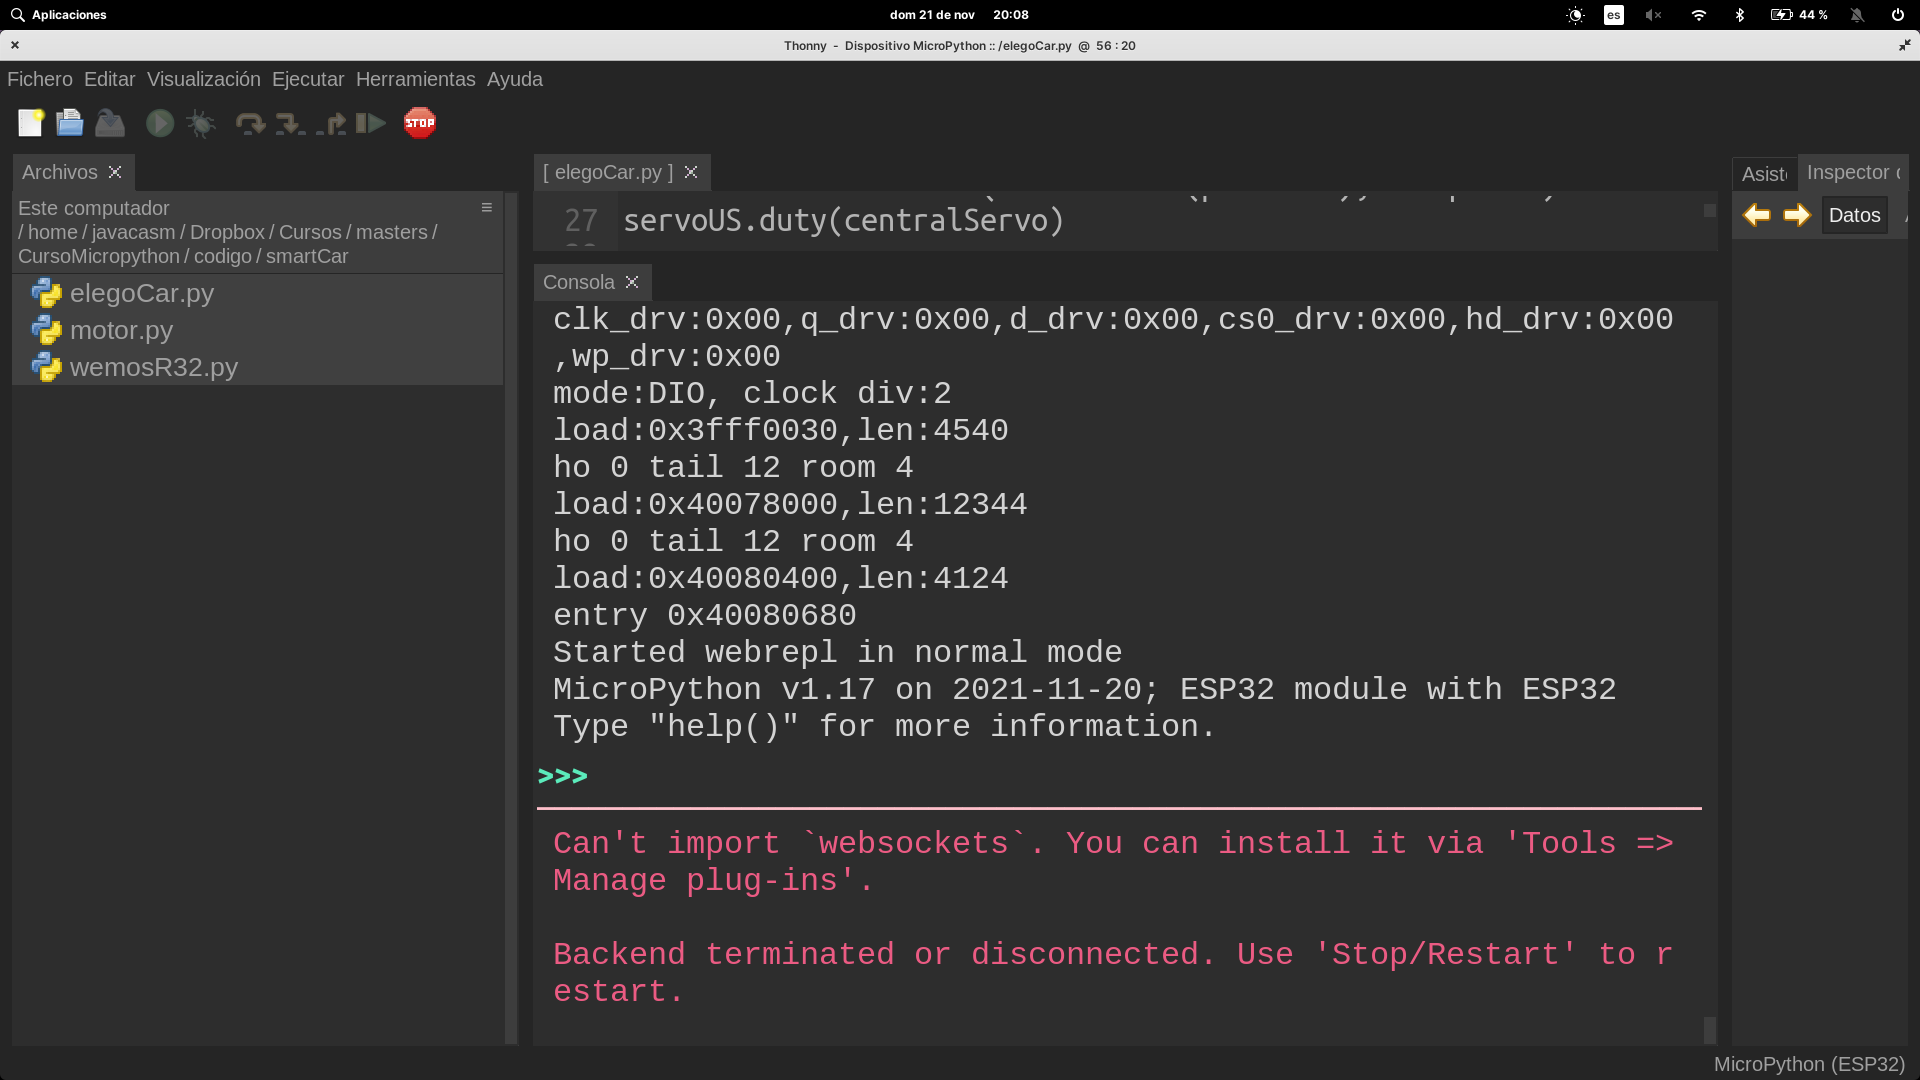 Aplicaciones
dom 21 de nov 20:08
es
44 %
Thonny - Dispositivo MicroPython :: /elegoCar.py @ 56 : 20
Fichero Editar Visualización Ejecutar Herramientas Ayuda
STOP
Archivos
Este computador
/ home / javacasm / Dropbox / Cursos / masters /
CursoMicropython / codigo / smartCar
elegoCar.py
motor.py
wemosR32.py
[ elegoCar.py ]
27 servoUS.duty(centralServo)
Consola
clk_drv:0x00,q_drv:0x00,d_drv:0x00,cs0_drv:0x00,hd_drv:0x00
,wp_drv:0x00
mode:DIO, clock div:2
load:0x3fff0030,len:4540
ho 0 tail 12 room 4
load:0x40078000,len:12344
ho 0 tail 12 room 4
load:0x40080400,len:4124
entry 0x40080680
Started webrepl in normal mode
MicroPython v1.17 on 2021-11-20; ESP32 module with ESP32
Type "help()" for more information.
>>>
Can't import `websockets`. You can install it via 'Tools =>
Manage plug-ins'.
Backend terminated or disconnected. Use 'Stop/Restart' to r
estart.
Asist
Inspector
Datos
MicroPython (ESP32)